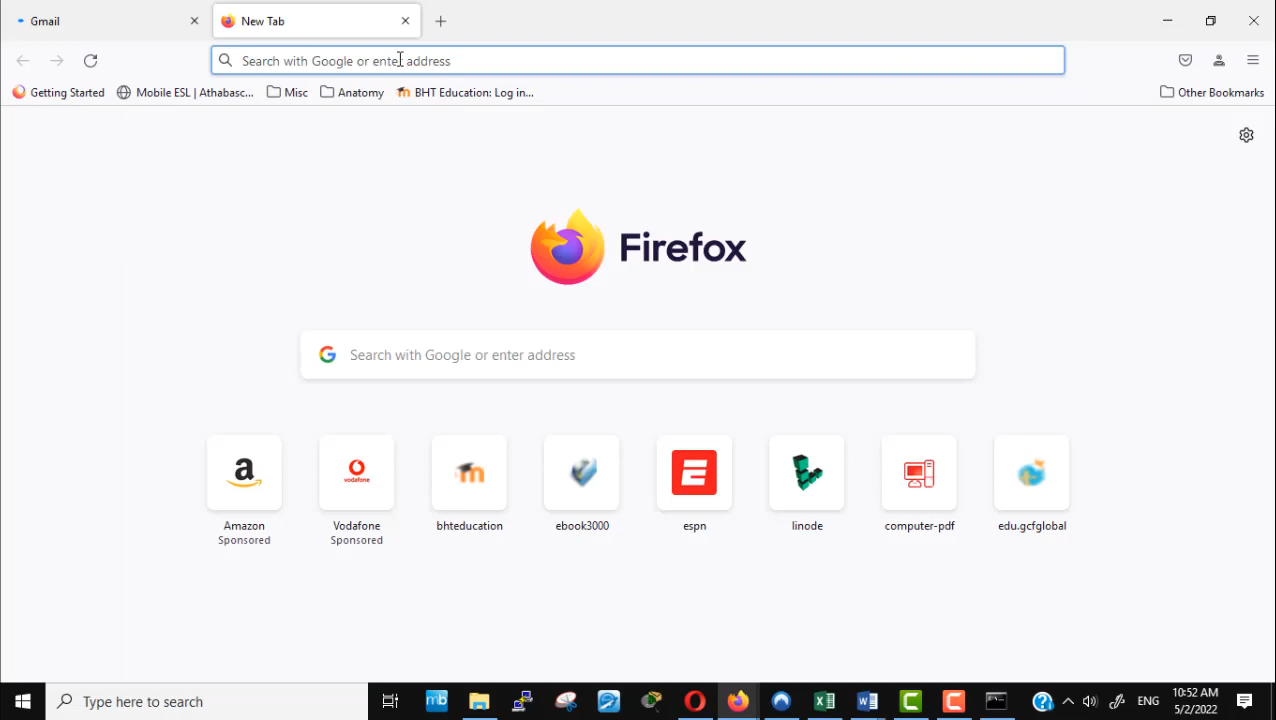 Gmail
New Tab
Search with Google or enter address
Getting Started
Mobile ESL | Athabasc...
Misc
Anatomy
BHT Education: Log in...
Other Bookmarks
Firefox
Search with Google or enter address
a
vodafone
E
Amazon
Sponsored
Vodafone
Sponsored
bhteducation
ebook3000
espn
linode
computer-pdf
edu.gcfglobal
Type here to search
mb
ENG
10:52 AM
5/2/2022